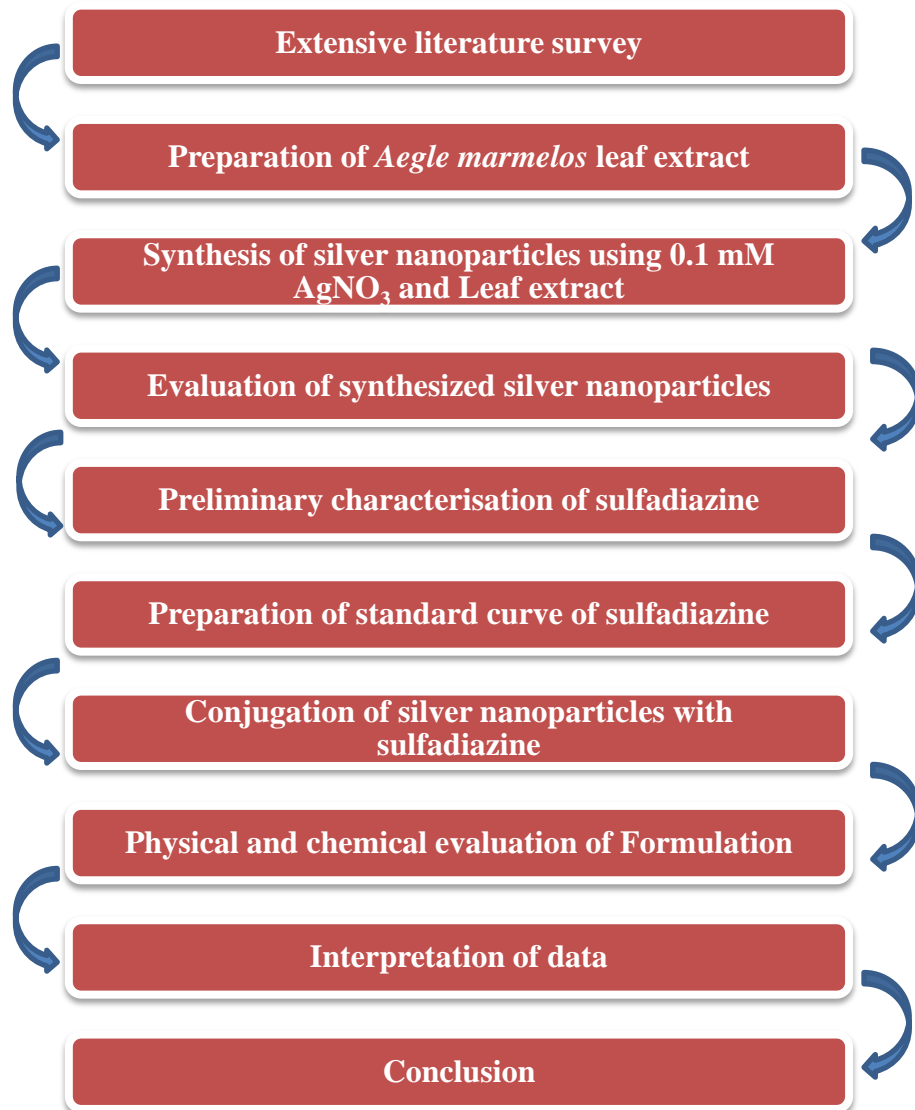 Extensive literature survey
Preparation of Aegle marmelos leaf extract
Synthesis of silver nanoparticles using 0.1 mM
AgNO₃ and Leaf extract
Evaluation of synthesized silver nanoparticles
Preliminary characterisation of sulfadiazine
Preparation of standard curve of sulfadiazine
Conjugation of silver nanoparticles with
sulfadiazine
Physical and chemical evaluation of Formulation
Interpretation of data
Conclusion